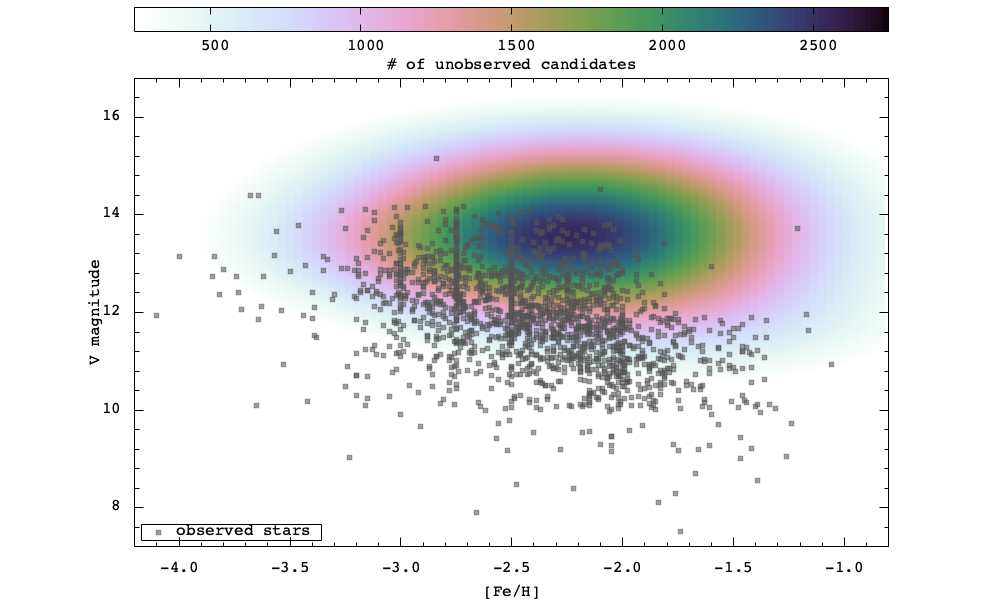 500 1000 1500 2000 2500
# of unobserved candidates
16
14
12
10
8
V magnitude
observed stars
-4.0 -3.5 -3.0 -2.5 -2.0 -1.5 -1.0
[Fe/H]